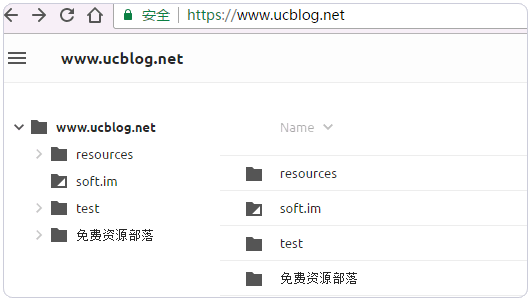 安全 https://www.ucblog.net
www.ucblog.net
www.ucblog.net
resources
soft.im
test
免费资源部落
Name
resources
soft.im
test
免费资源部落